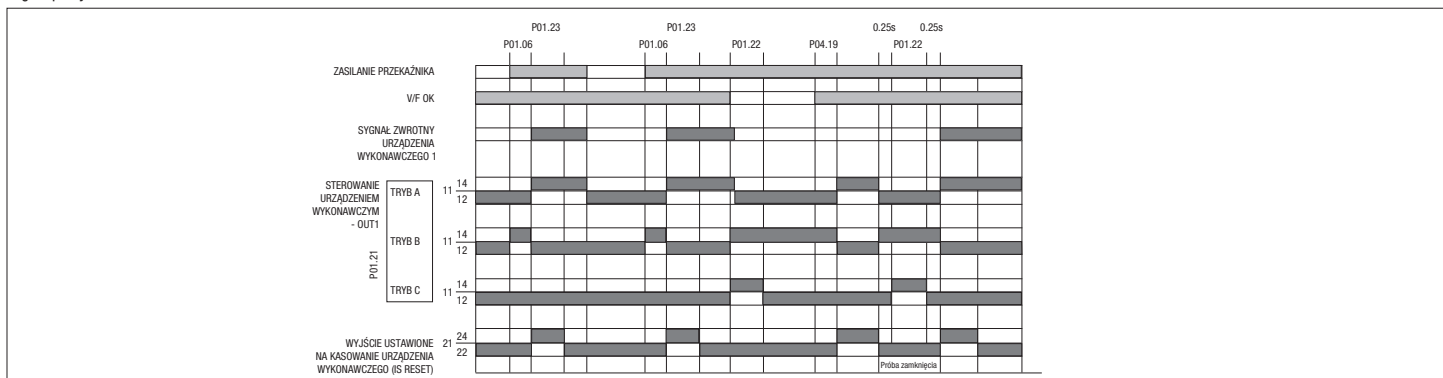 P01.23 P01.23 0.25s 0.25s
P01.06 P01.06 P01.22 P04.19 P01.22
ZASILANIE PRZEKAŹNIKA
V/F OK
SYGNAŁ ZWROTNY
URZĄDZENIA
WYKONAWCZEGO 1
STEROWANIE
URZĄDZENIEM
WYKONAWCZYM
- OUT1
P01.21
TRYB A 11 14
12
TRYB B 11 14
12
TRYB C 11 14
12
WYJŚCIE USTAWIONE
NA KASOWANIE URZĄDZENIA
WYKONAWCZEGO (IS RESET)
21 24
22
Próba zamknięcia